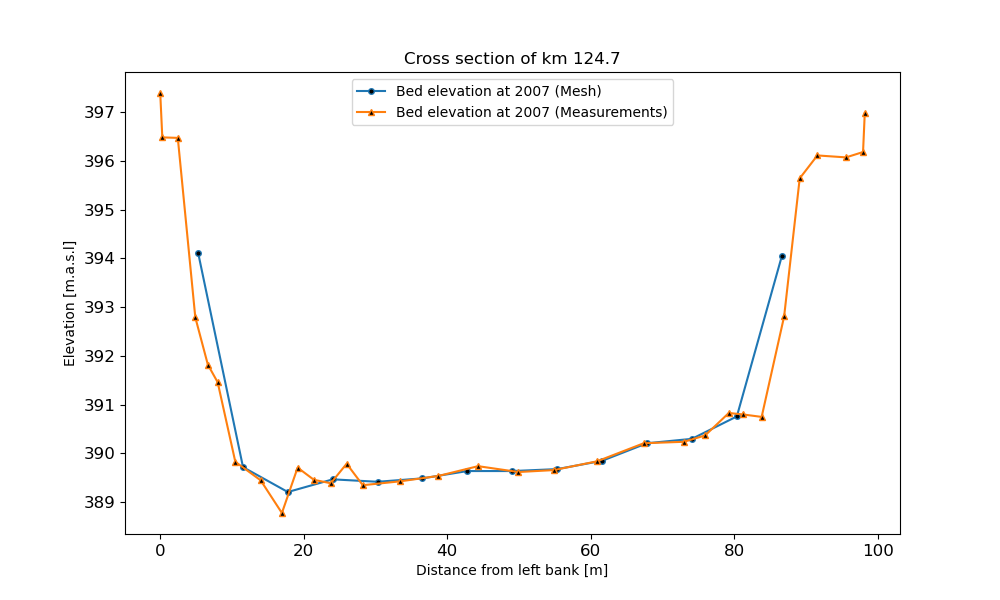 Cross section of km 124.7
Bed elevation at 2007 (Mesh)
Bed elevation at 2007 (Measurements)
397
396
395
394
393
392
391
390
389
Elevation [m.a.s.l]
0 20 40 60 80 100
Distance from left bank [m]